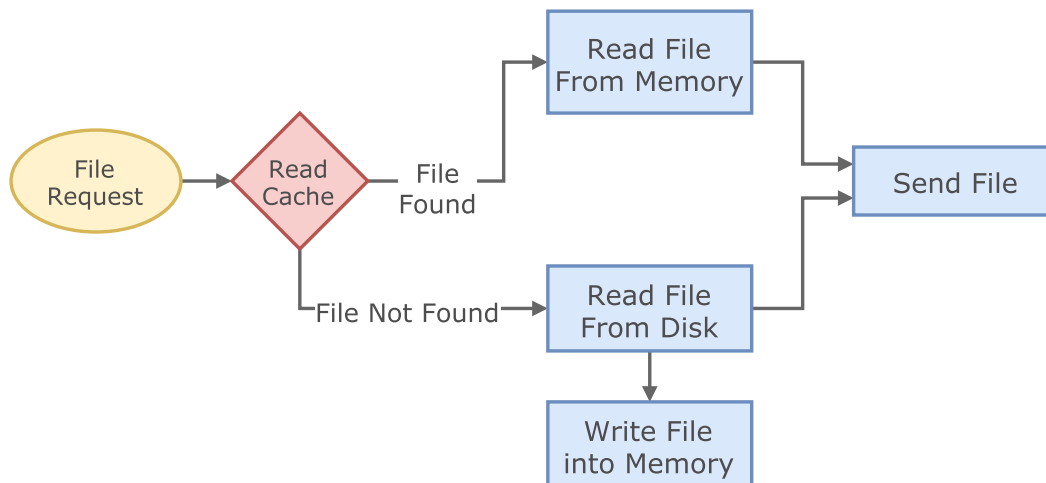 File
Request
Read
Cache
File
Found
Read File
From Memory
Send File
File Not Found
Read File
From Disk
Write File
into Memory